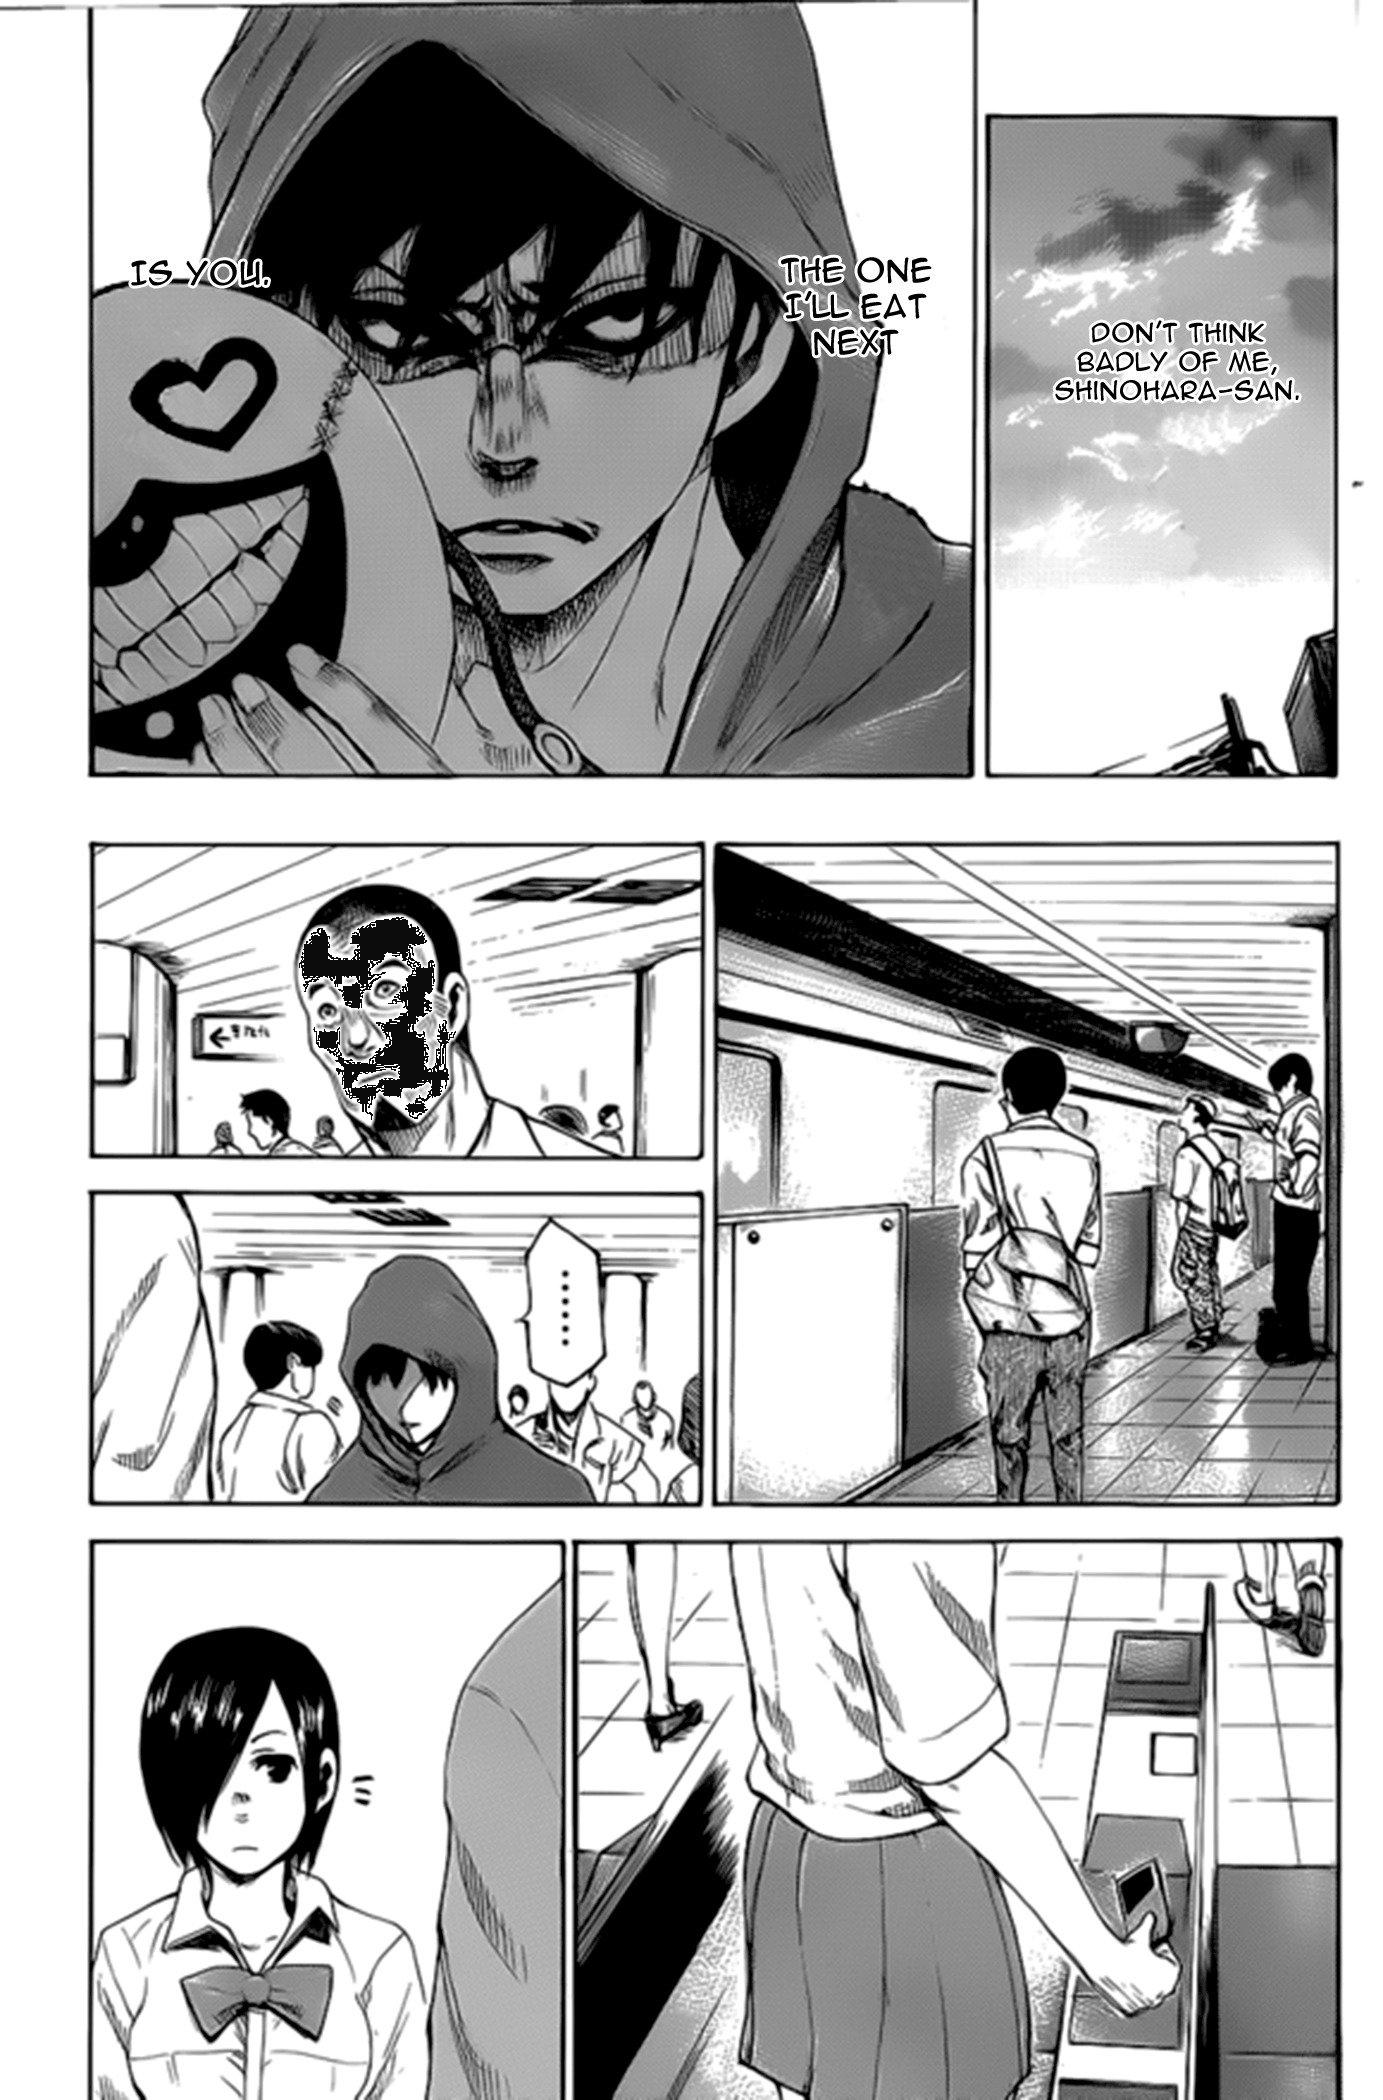 DON'T THINK
BADLY OF ME,
SHINOHARA-SAN.
THE ONE
I'LL EAT
NEXT
IS YOU.
......